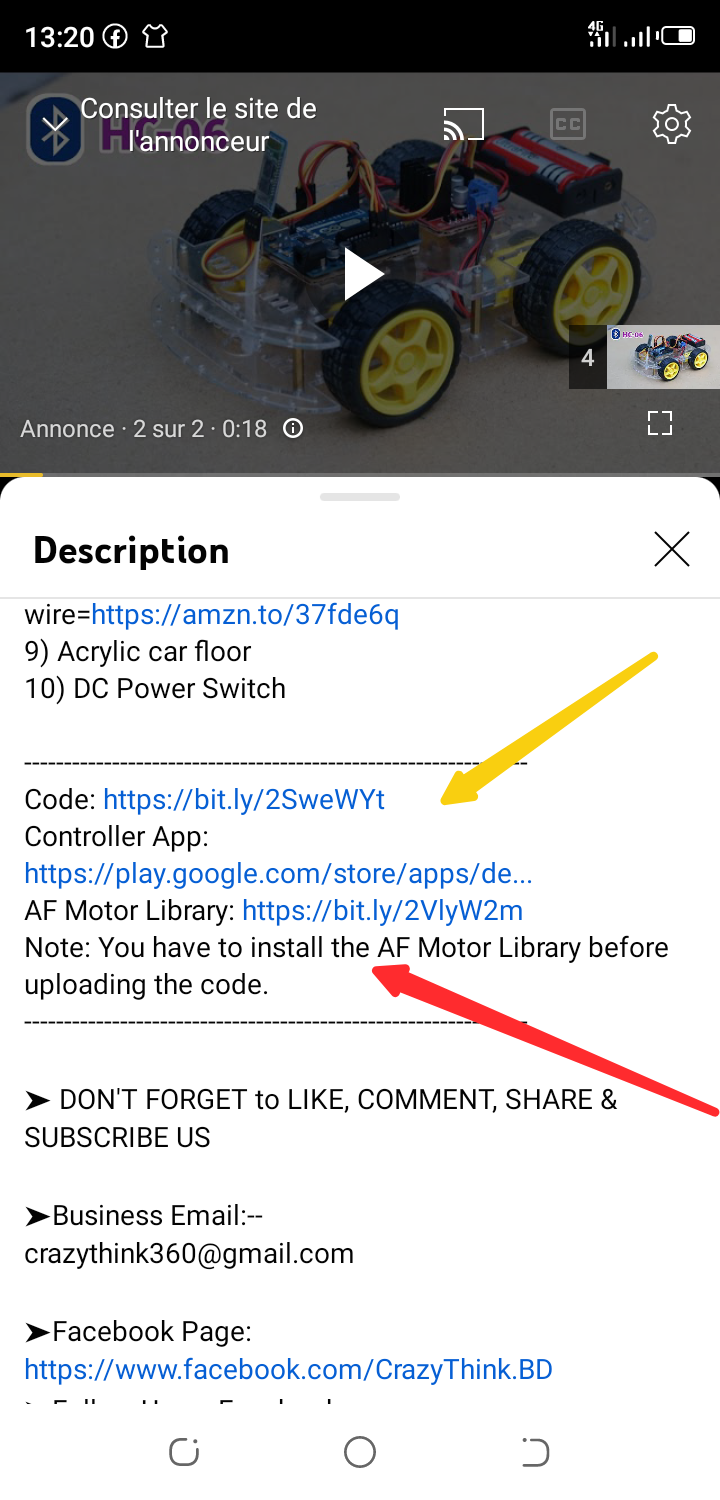 13:20 4G
Consulter le site de
l'annonceur
HC-06
CC
4
HC-06
Annonce · 2 sur 2 · 0:18
Description
wire=https://amzn.to/37fde6q
9) Acrylic car floor
10) DC Power Switch
---------------------------------------------------------------
Code: https://bit.ly/2SweWYt
Controller App:
https://play.google.com/store/apps/de...
AF Motor Library: https://bit.ly/2VlyW2m
Note: You have to install the AF Motor Library before
uploading the code.
---------------------------------------------------------------
➤ DON'T FORGET to LIKE, COMMENT, SHARE &
SUBSCRIBE US
➤Business Email:--
crazythink360@gmail.com
➤Facebook Page:
https://www.facebook.com/CrazyThink.BD